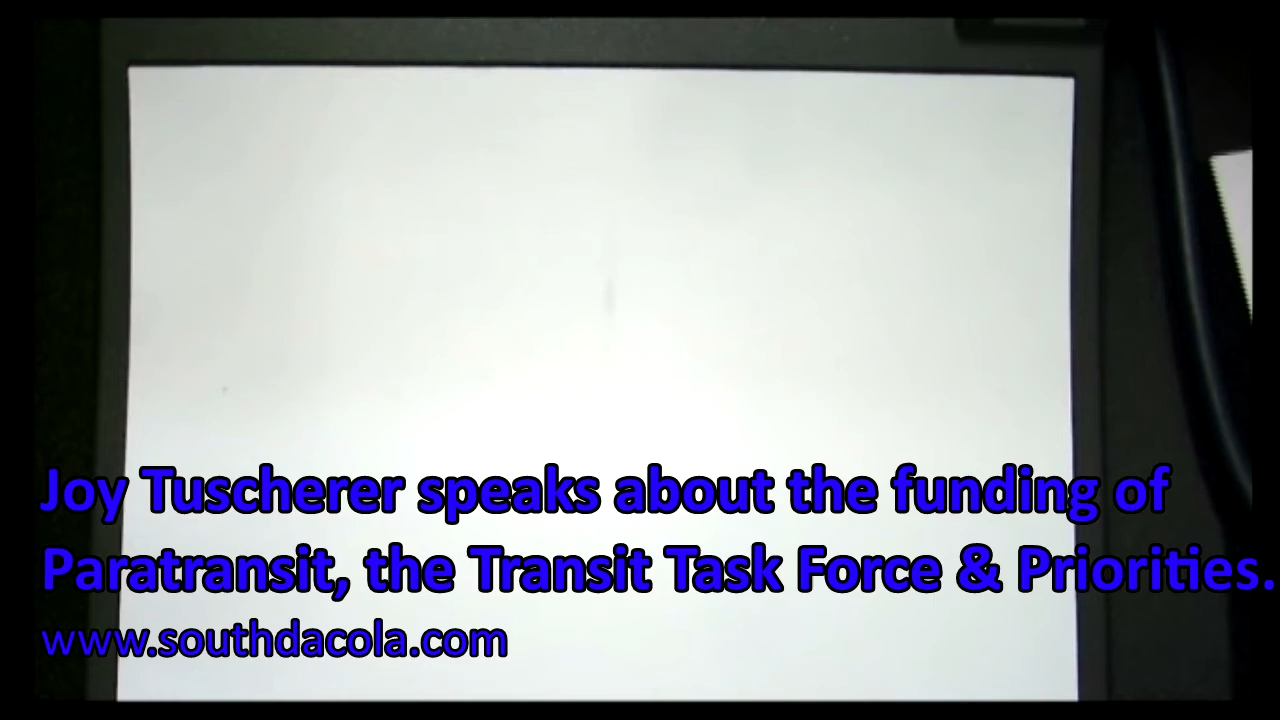 Joy Tuscherer speaks about the funding of
Paratransit, the Transit Task Force & Priorities.
www.southdacola.com